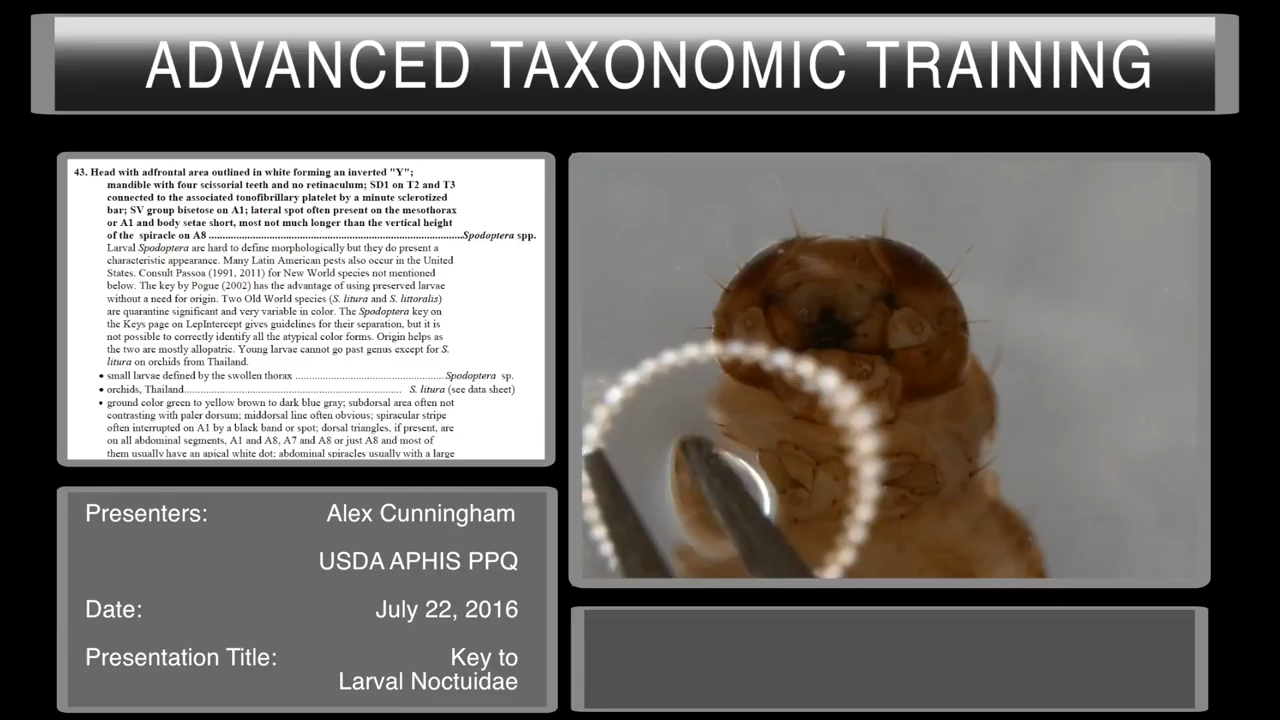 ADVANCED TAXONOMIC TRAINING
43. Head with adfrontal area outlined in white forming an inverted "Y";
mandible with four scissorial teeth and no retinaculum; SD1 on T2 and T3
connected to the associated tonofibrillary platelet by a minute sclerotized
bar; SV group bisetose on A1; lateral spot often present on the mesothorax
or A1 and body setae short, most not much longer than the vertical height
of the spiracle on A8 ..........................................................................Spodoptera spp.
Larval Spodoptera are hard to define morphologically but they do present a
characteristic appearance. Many Latin American pests also occur in the United
States. Consult Passoa (1991, 2011) for New World species not mentioned
below. The key by Pogue (2002) has the advantage of using preserved larvae
without a need for origin. Two Old World species (S. litura and S. littoralis)
are quarantine significant and very variable in color. The Spodoptera key on
the Keys page on LepIntercept gives guidelines for their separation, but it is
not possible to correctly identify all the atypical color forms. Origin helps as
the two are mostly allopatric. Young larvae cannot go past genus except for S.
litura on orchids from Thailand.
• small larvae defined by the swollen thorax ....................................................Spodoptera sp.
• orchids, Thailand........................................................................ S. litura (see data sheet)
• ground color green to yellow brown to dark blue gray; subdorsal area often not
contrasting with paler dorsum; middorsal line often obvious; spiracular stripe
often interrupted on A1 by a black band or spot; dorsal triangles, if present, are
on all abdominal segments, A1 and A8, A7 and A8 or just A8 and most of
them usually have an apical white dot; abdominal spiracles usually with a large
Presenters: Alex Cunningham
USDA APHIS PPQ
Date: July 22, 2016
Presentation Title: Key to
Larval Noctuidae